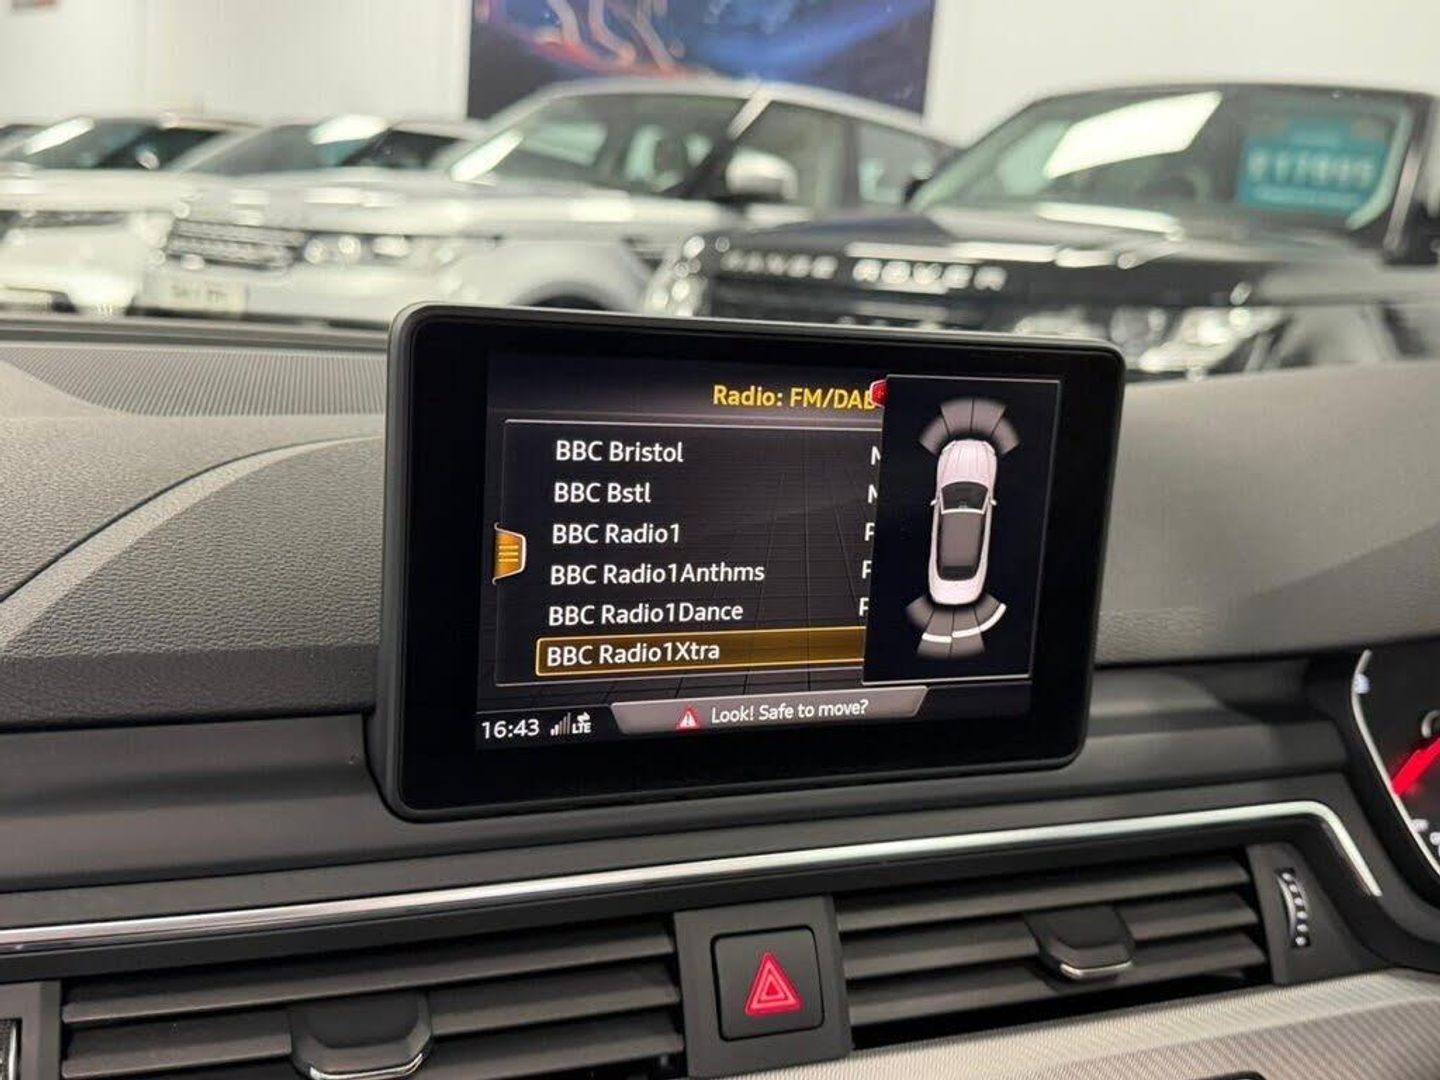 RANGE ROVER
Radio: FM/DAB
BBC Bristol
BBC Bstl
BBC Radio1
BBC Radio1Anthms
BBC Radio1Dance
BBC Radio1Xtra
16:43 LTE
Look! Safe to move?